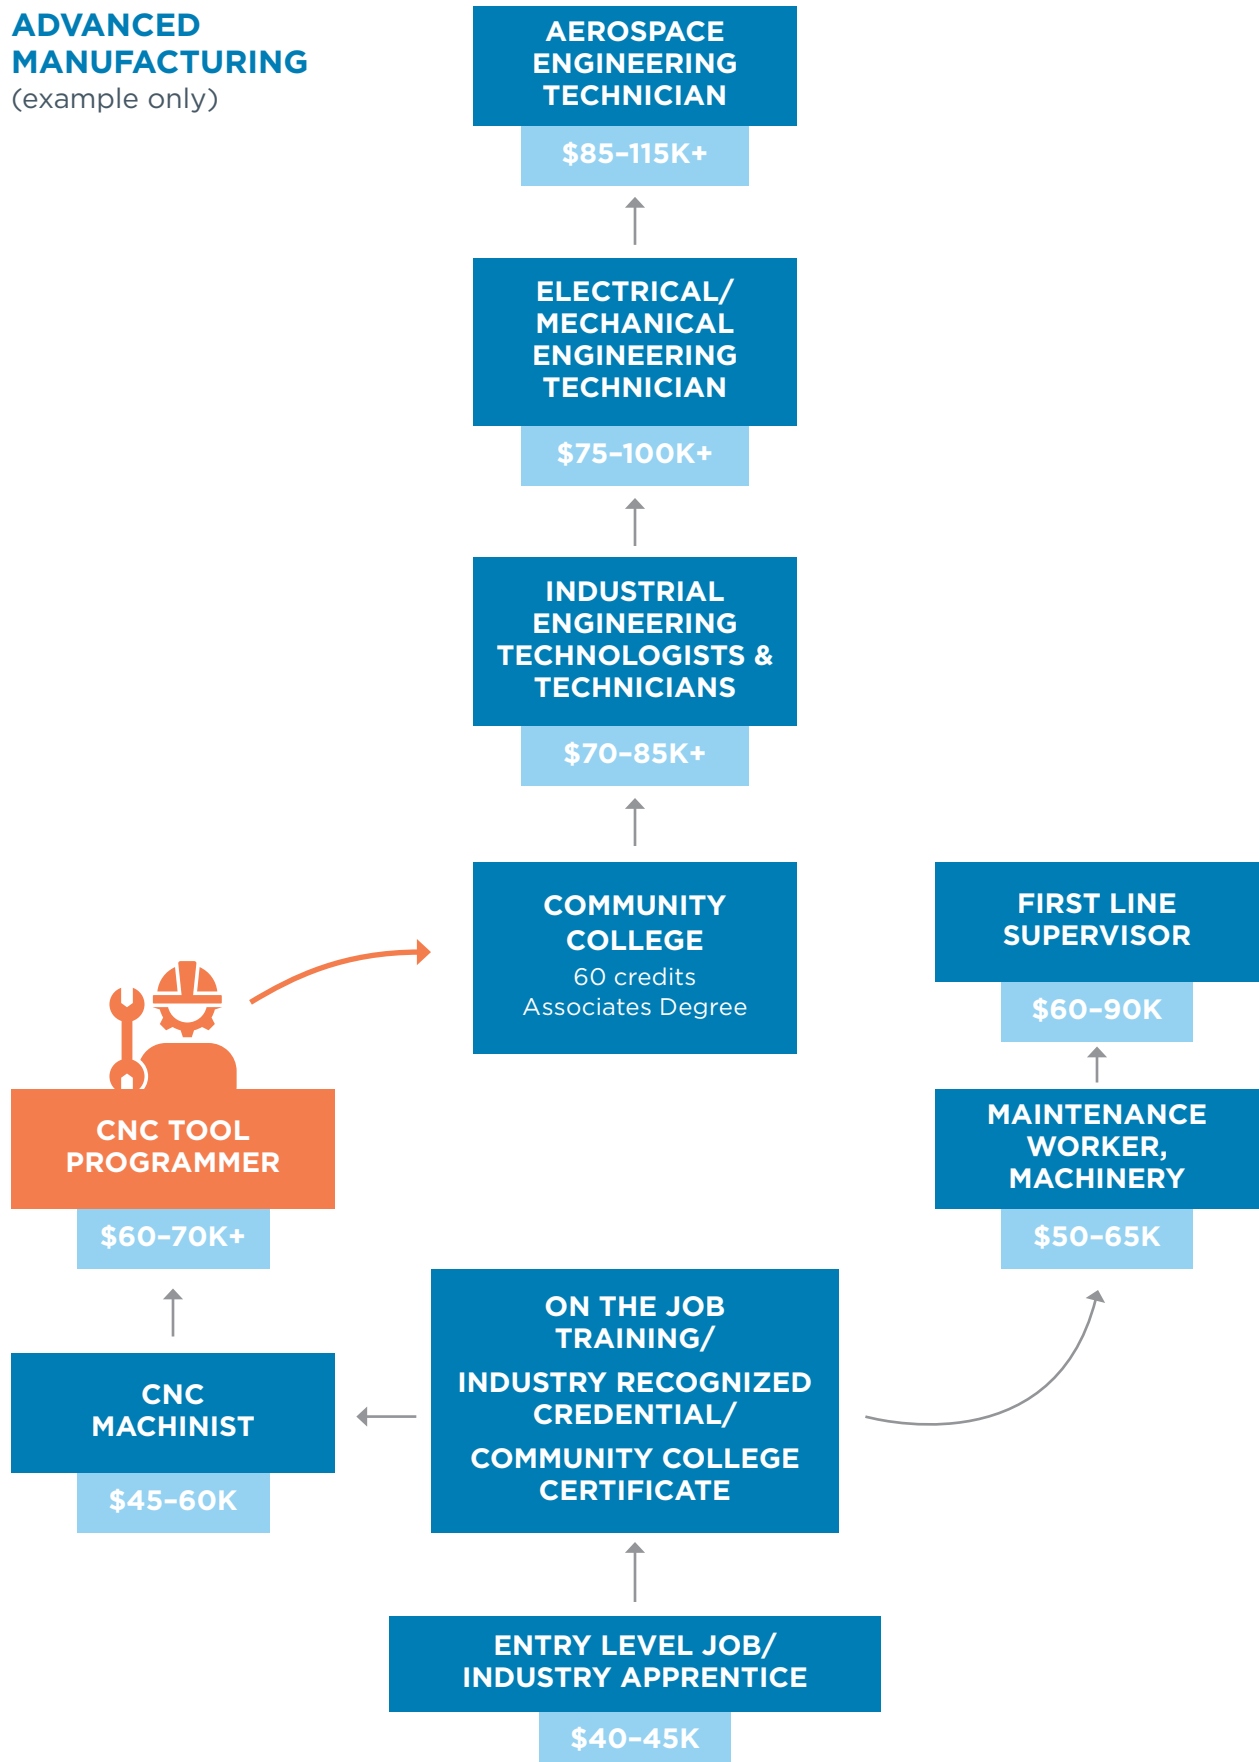 ADVANCED
MANUFACTURING
(example only)
AEROSPACE
ENGINEERING
TECHNICIAN
$85–115K+
ELECTRICAL/
MECHANICAL
ENGINEERING
TECHNICIAN
$75–100K+
INDUSTRIAL
ENGINEERING
TECHNOLOGISTS &
TECHNICIANS
$70–85K+
COMMUNITY
COLLEGE
60 credits
Associates Degree
FIRST LINE
SUPERVISOR
$60–90K
CNC TOOL
PROGRAMMER
$60–70K+
MAINTENANCE
WORKER,
MACHINERY
$50–65K
ON THE JOB
TRAINING/
INDUSTRY RECOGNIZED
CREDENTIAL/
COMMUNITY COLLEGE
CERTIFICATE
CNC
MACHINIST
$45–60K
ENTRY LEVEL JOB/
INDUSTRY APPRENTICE
$40–45K